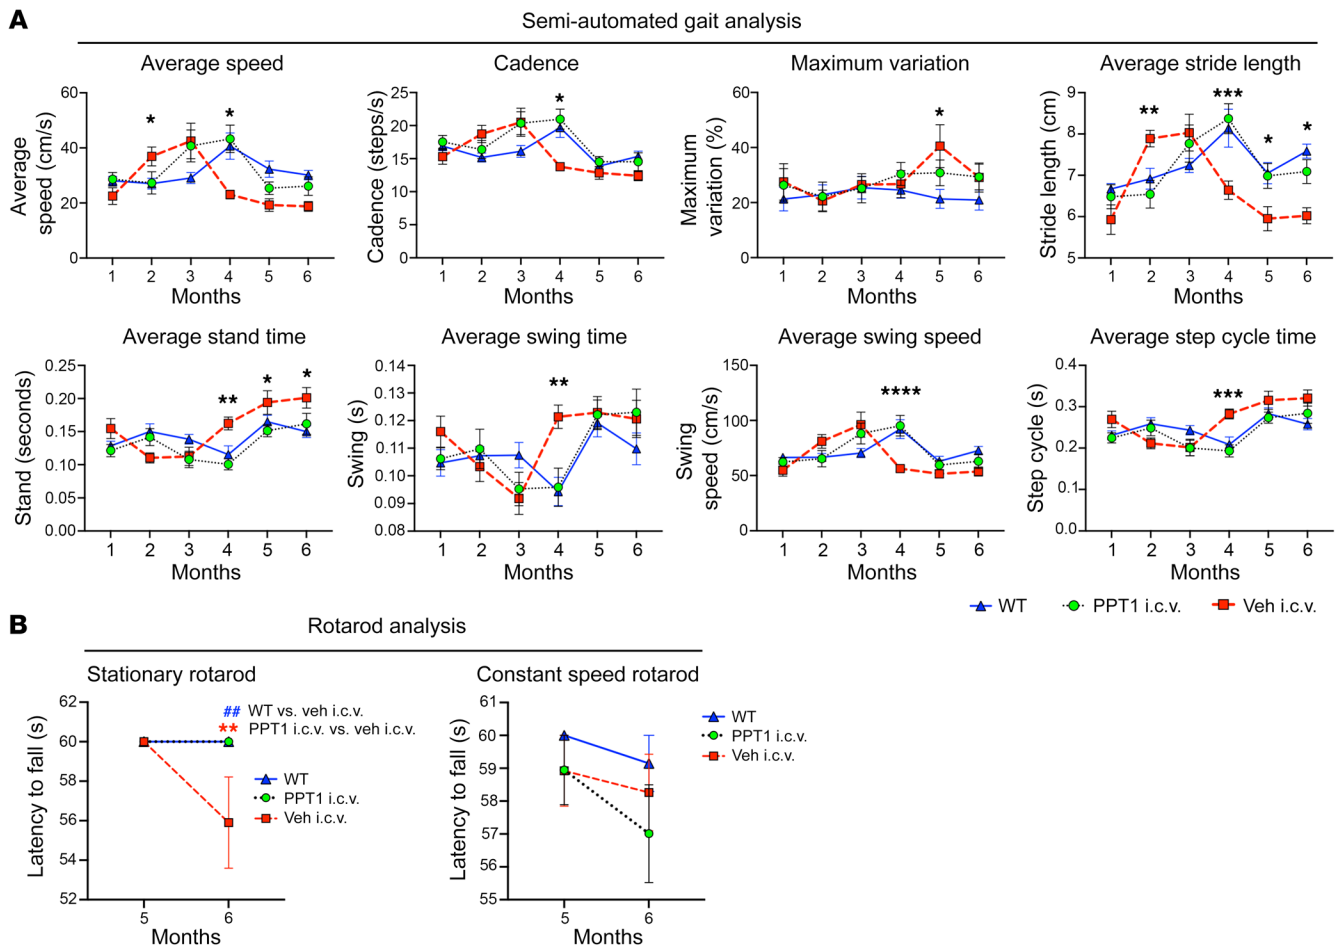 A
Semi-automated gait analysis
Average speed
Cadence
Maximum variation
Average stride length
Average
speed (cm/s)
60
40
20
0
*
*
1 2 3 4 5 6
Months
Cadence (steps/s)
25
20
15
10
5
0
*
1 2 3 4 5 6
Months
Maximum
variation (%)
60
40
20
0
*
1 2 3 4 5 6
Months
Stride length (cm)
9
8
7
6
5
**
***
*
*
1 2 3 4 5 6
Months
Average stand time
Average swing time
Average swing speed
Average step cycle time
Stand (seconds)
0.25
0.20
0.15
0.10
0.05
0.00
**
*
*
1 2 3 4 5 6
Months
Swing (s)
0.14
0.13
0.12
0.11
0.10
0.09
0.08
**
1 2 3 4 5 6
Months
Swing
speed (cm/s)
150
100
50
0
****
1 2 3 4 5 6
Months
Step cycle (s)
0.4
0.3
0.2
0.1
0.0
***
1 2 3 4 5 6
Months
WT PPT1 i.c.v. Veh i.c.v.
B
Rotarod analysis
Stationary rotarod
Constant speed rotarod
Latency to fall (s)
62
60
58
56
54
52
## WT vs. veh i.c.v.
** PPT1 i.c.v. vs. veh i.c.v.
WT
PPT1 i.c.v.
Veh i.c.v.
5 6
Months
Latency to fall (s)
61
60
59
58
57
56
55
WT
PPT1 i.c.v.
Veh i.c.v.
5 6
Months